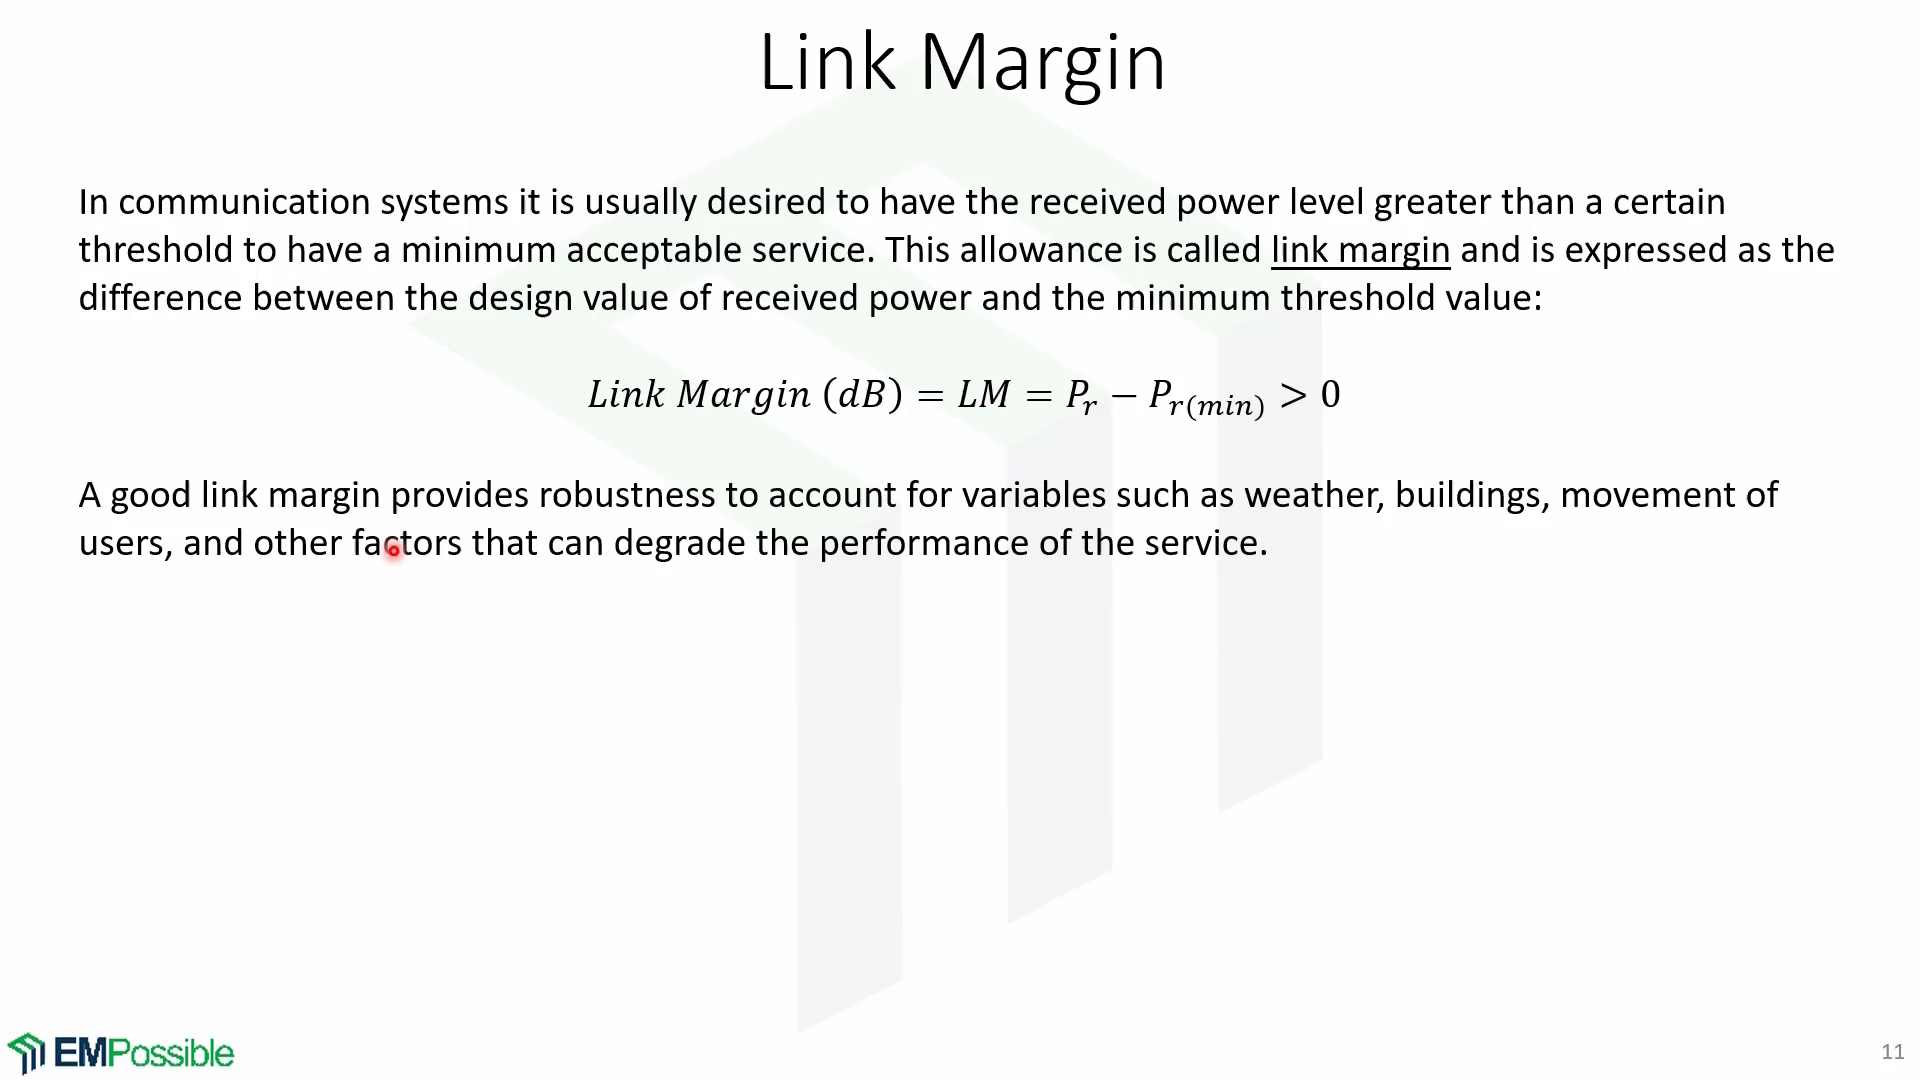 Link Margin
In communication systems it is usually desired to have the received power level greater than a certain
threshold to have a minimum acceptable service. This allowance is called link margin and is expressed as the
difference between the design value of received power and the minimum threshold value:
Link Margin (dB) = LM = P_r − P_{r(min)} > 0
A good link margin provides robustness to account for variables such as weather, buildings, movement of
users, and other factors that can degrade the performance of the service.
EMPossible
11